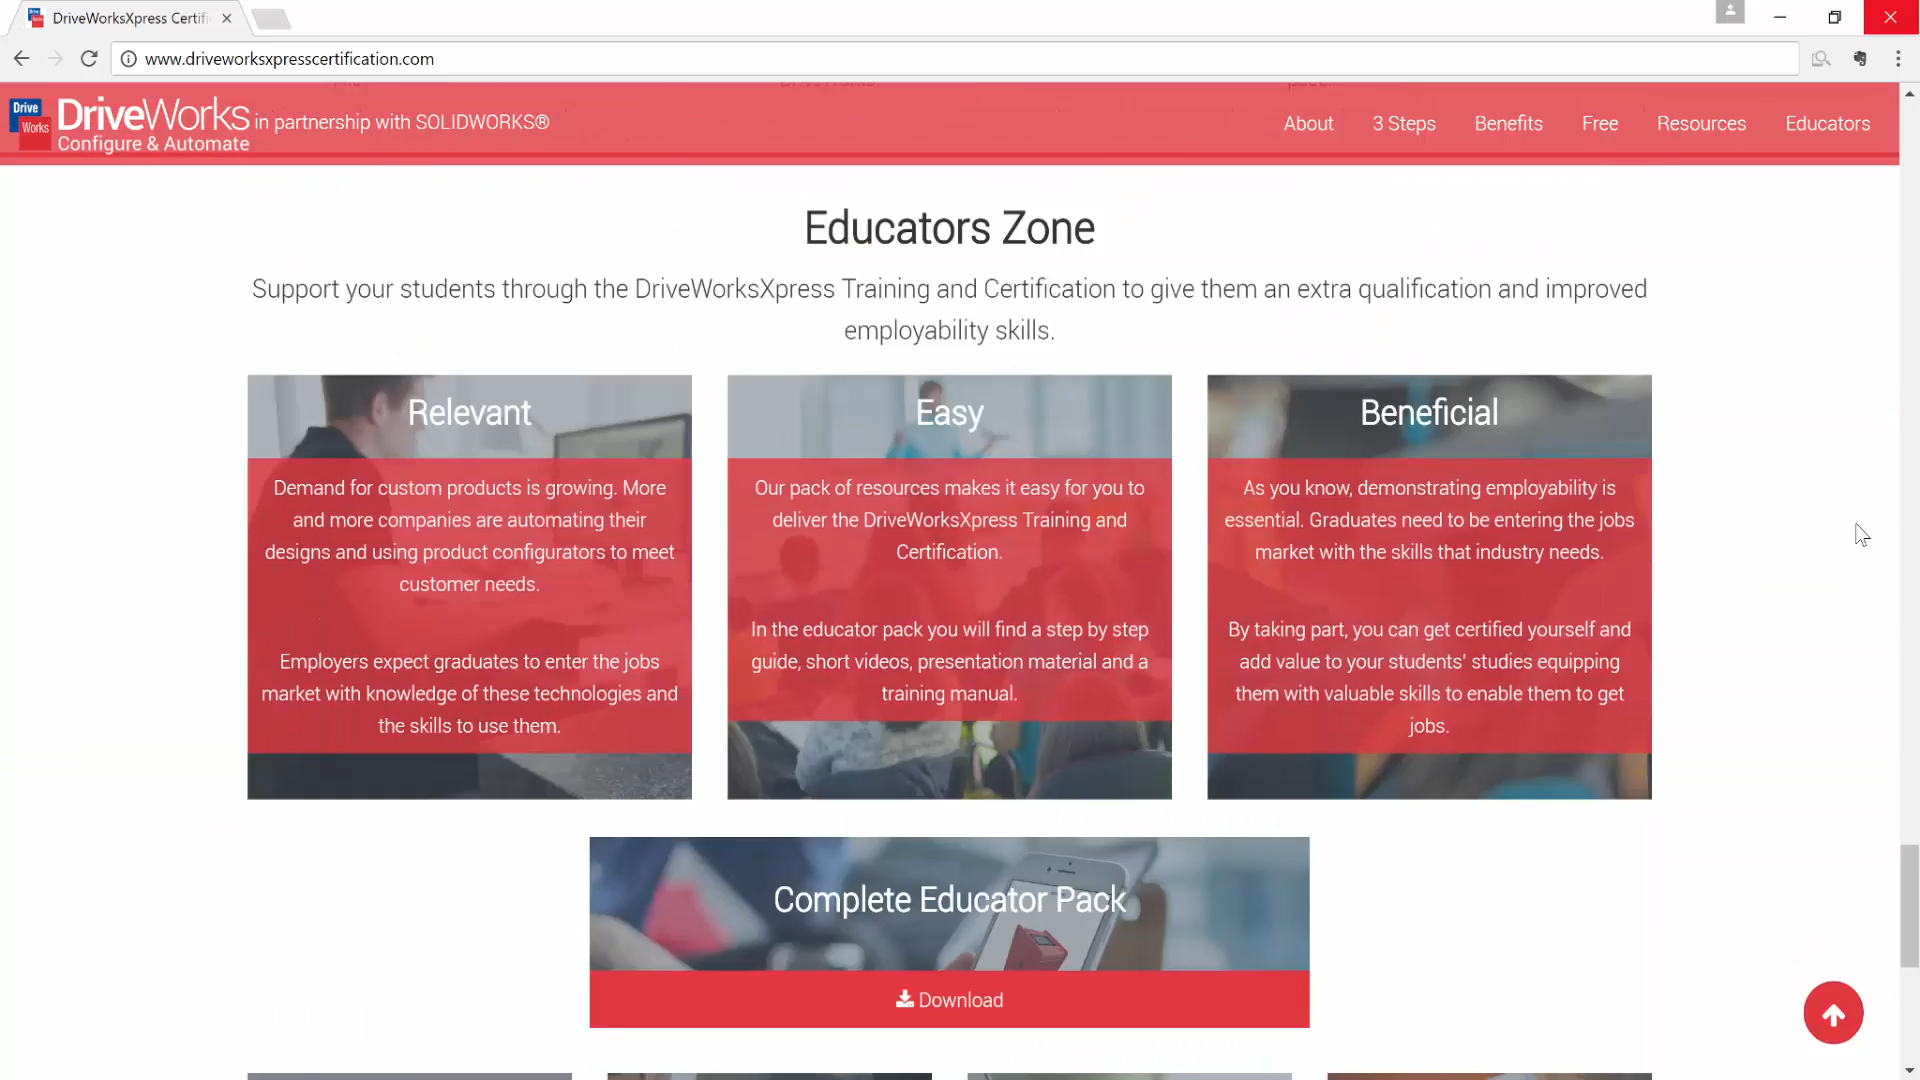 DriveWorksXpress Certifi
www.driveworksxpresscertification.com
Drive
Works
DriveWorks
Configure & Automate
in partnership with SOLIDWORKS®
About
3 Steps
Benefits
Free
Resources
Educators
Educators Zone
Support your students through the DriveWorksXpress Training and Certification to give them an extra qualification and improved
employability skills.
Relevant
Demand for custom products is growing. More
and more companies are automating their
designs and using product configurators to meet
customer needs.
Employers expect graduates to enter the jobs
market with knowledge of these technologies and
the skills to use them.
Easy
Our pack of resources makes it easy for you to
deliver the DriveWorksXpress Training and
Certification.
In the educator pack you will find a step by step
guide, short videos, presentation material and a
training manual.
Beneficial
As you know, demonstrating employability is
essential. Graduates need to be entering the jobs
market with the skills that industry needs.
By taking part, you can get certified yourself and
add value to your students' studies equipping
them with valuable skills to enable them to get
jobs.
Complete Educator Pack
Download